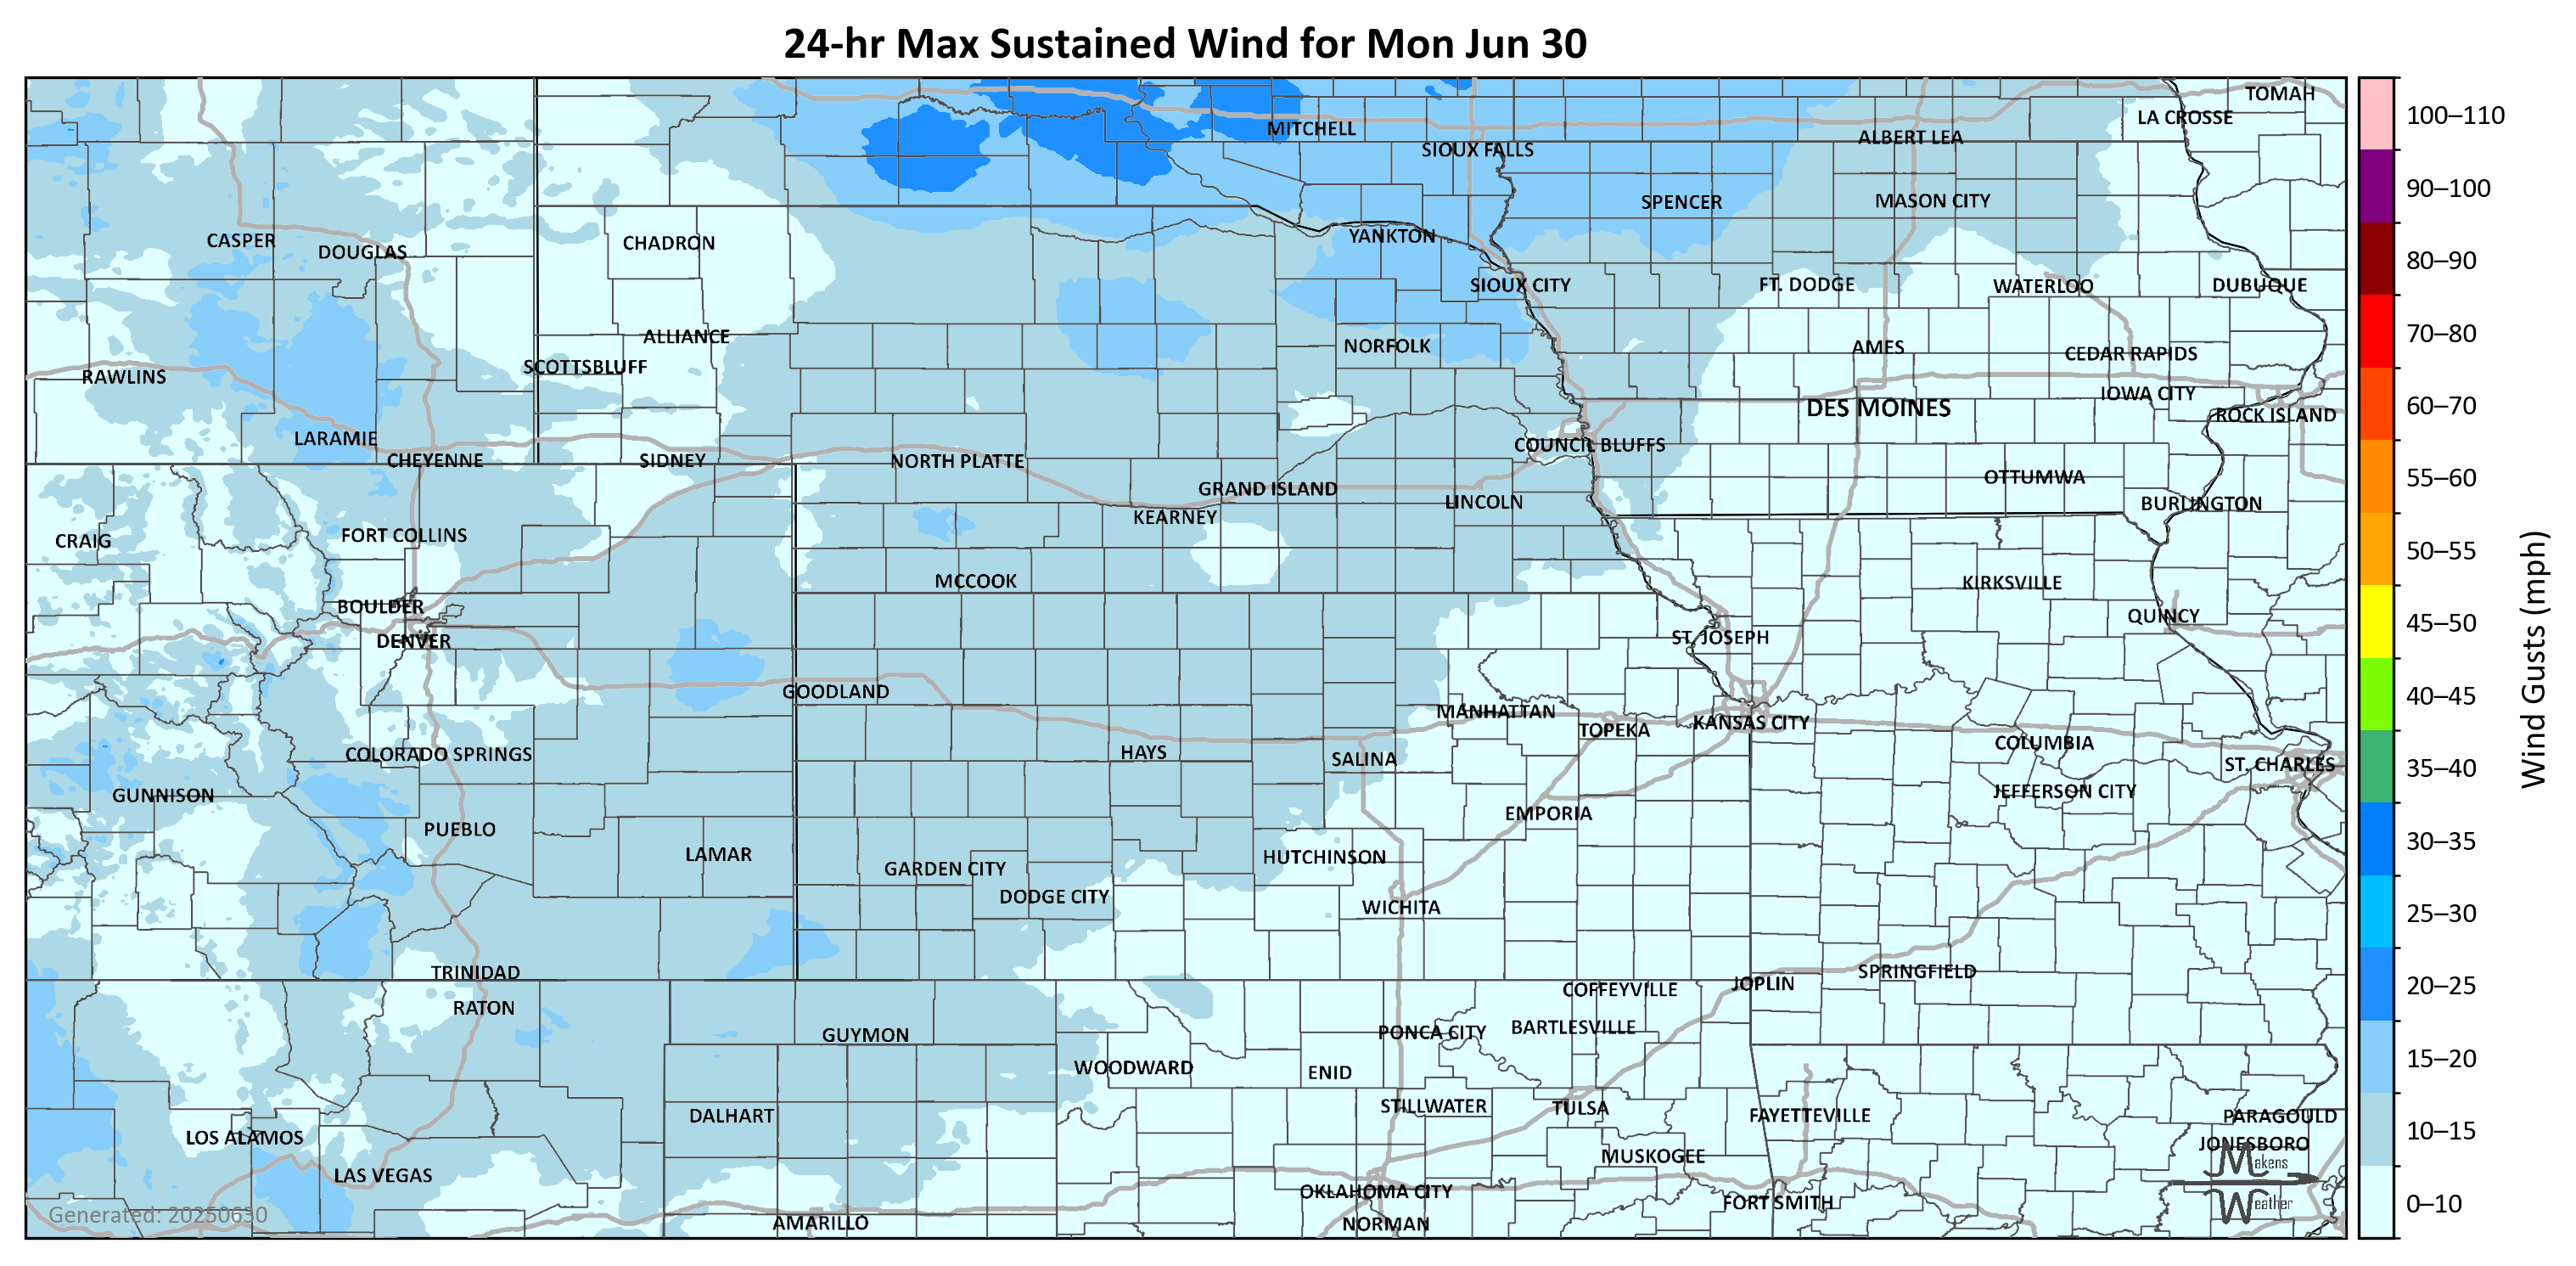 24-hr Max Sustained Wind for Mon Jun 30
TOMAH
LA CROSSE
MITCHELL
ALBERT LEA
SIOUX FALLS
SPENCER
MASON CITY
CASPER
DOUGLAS
CHADRON
YANKTON
SIOUX CITY
FT. DODGE
WATERLOO
DUBUQUE
ALLIANCE
NORFOLK
AMES
CEDAR RAPIDS
SCOTTSBLUFF
RAWLINS
IOWA CITY
DES MOINES
ROCK ISLAND
LARAMIE
COUNCIL BLUFFS
CHEYENNE
SIDNEY
NORTH PLATTE
OTTUMWA
GRAND ISLAND
LINCOLN
BURLINGTON
KEARNEY
CRAIG
FORT COLLINS
MCCOOK
KIRKSVILLE
BOULDER
QUINCY
DENVER
ST. JOSEPH
GOODLAND
MANHATTAN
TOPEKA
KANSAS CITY
COLUMBIA
COLORADO SPRINGS
HAYS
SALINA
ST. CHARLES
GUNNISON
JEFFERSON CITY
EMPORIA
PUEBLO
LAMAR
HUTCHINSON
GARDEN CITY
DODGE CITY
WICHITA
TRINIDAD
SPRINGFIELD
JOPLIN
COFFEYVILLE
RATON
BARTLESVILLE
PONCA CITY
GUYMON
WOODWARD
ENID
STILLWATER
TULSA
DALHART
FAYETTEVILLE
PARAGOULD
LOS ALAMOS
JONESBORO
MUSKOGEE
LAS VEGAS
OKLAHOMA CITY
FORT SMITH
AMARILLO
NORMAN
Makens
Weather
Generated: 20250630
100–110
90–100
80–90
70–80
60–70
55–60
50–55
45–50
40–45
35–40
30–35
25–30
20–25
15–20
10–15
0–10
Wind Gusts (mph)